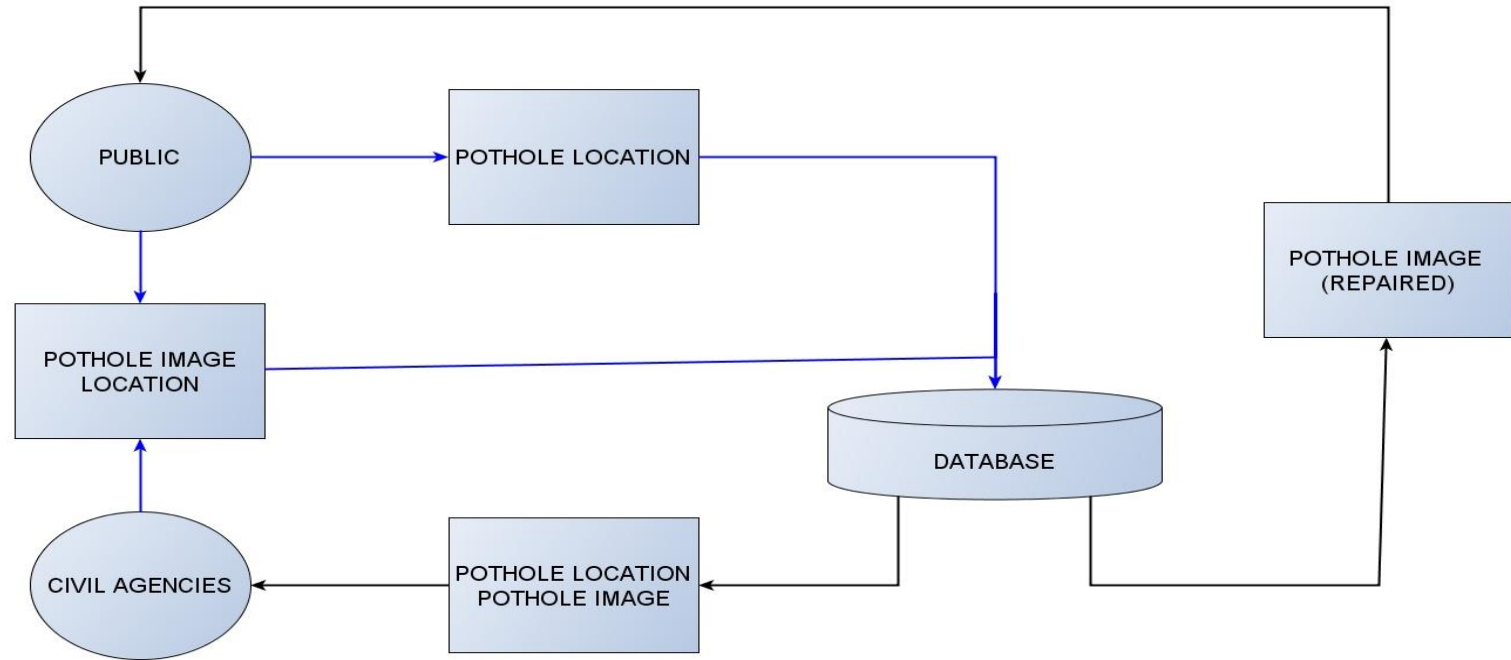 PUBLIC
POTHOLE LOCATION
POTHOLE IMAGE
(REPAIRED)
POTHOLE IMAGE
LOCATION
DATABASE
CIVIL AGENCIES
POTHOLE LOCATION
POTHOLE IMAGE